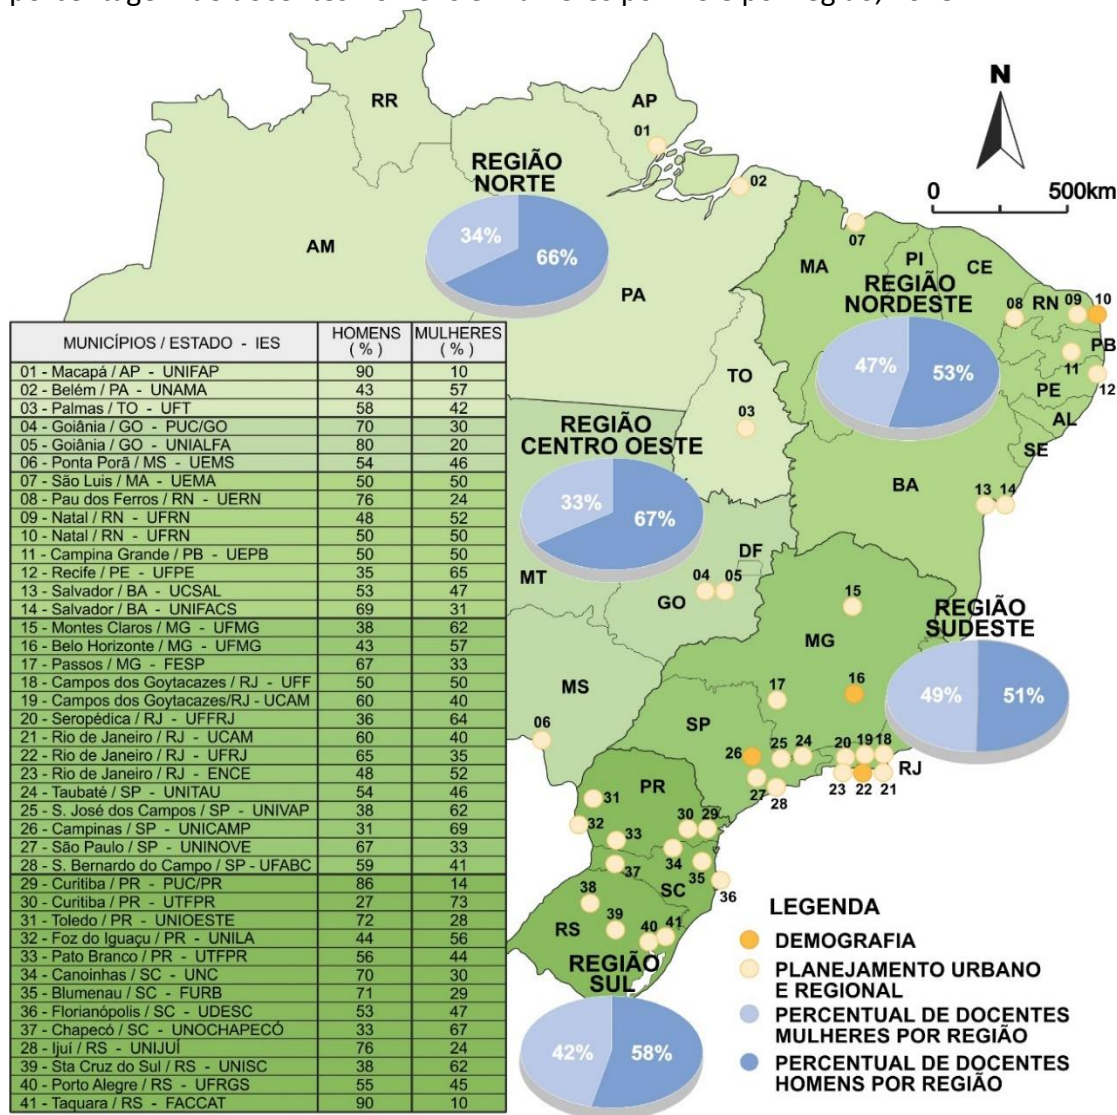 RR
AP
01
N
REGIÃO
NORTE
02
0 500km
34%
66%
AM
PA
07
MA
PI
CE
REGIÃO
NORDESTE
08
RN
09
10
PB
11
12
47%
53%
PE
AL
SE
TO
03
BA
13
14
REGIÃO
CENTRO OESTE
33%
67%
MT
DF
04
05
GO
15
MG
REGIÃO
SUDESTE
49%
51%
16
17
MS
06
SP
26
25
24
20
19
18
RJ
27
28
23
22
21
PR
31
32
33
30
29
34
35
36
37
SC
38
RS
39
40
41
REGIÃO
SUL
42%
58%
MUNICÍPIOS / ESTADO - IES HOMENS ( % ) MULHERES ( % )
01 - Macapá / AP - UNIFAP 90 10
02 - Belém / PA - UNAMA 43 57
03 - Palmas / TO - UFT 58 42
04 - Goiânia / GO - PUC/GO 70 30
05 - Goiânia / GO - UNIALFA 80 20
06 - Ponta Porã / MS - UEMS 54 46
07 - São Luis / MA - UEMA 50 50
08 - Pau dos Ferros / RN - UERN 76 24
09 - Natal / RN - UFRN 48 52
10 - Natal / RN - UFRN 50 50
11 - Campina Grande / PB - UEPB 50 50
12 - Recife / PE - UFPE 35 65
13 - Salvador / BA - UCSAL 53 47
14 - Salvador / BA - UNIFACS 69 31
15 - Montes Claros / MG - UFMG 38 62
16 - Belo Horizonte / MG - UFMG 43 57
17 - Passos / MG - FESP 67 33
18 - Campos dos Goytacazes / RJ - UFF 50 50
19 - Campos dos Goytacazes/RJ - UCAM 60 40
20 - Seropédica / RJ - UFFRJ 36 64
21 - Rio de Janeiro / RJ - UCAM 60 40
22 - Rio de Janeiro / RJ - UFRJ 65 35
23 - Rio de Janeiro / RJ - ENCE 48 52
24 - Taubaté / SP - UNITAU 54 46
25 - S. José dos Campos / SP - UNIVAP 38 62
26 - Campinas / SP - UNICAMP 31 69
27 - São Paulo / SP - UNINOVE 67 33
28 - S. Bernardo do Campo / SP - UFABC 59 41
29 - Curitiba / PR - PUC/PR 86 14
30 - Curitiba / PR - UTFPR 27 73
31 - Toledo / PR - UNIOESTE 72 28
32 - Foz do Iguaçu / PR - UNILA 44 56
33 - Pato Branco / PR - UTFPR 56 44
34 - Canoinhas / SC - UNC 70 30
35 - Blumenau / SC - FURB 71 29
36 - Florianópolis / SC - UDESC 53 47
37 - Chapecó / SC - UNOCHAPECÓ 33 67
28 - Ijuí / RS - UNIJUÍ 76 24
39 - Sta Cruz do Sul / RS - UNISC 38 62
40 - Porto Alegre / RS - UFRGS 55 45
41 - Taquara / RS - FACCAT 90 10
LEGENDA
DEMOGRAFIA
PLANEJAMENTO URBANO
E REGIONAL
PERCENTUAL DE DOCENTES
MULHERES POR REGIÃO
PERCENTUAL DE DOCENTES
HOMENS POR REGIÃO